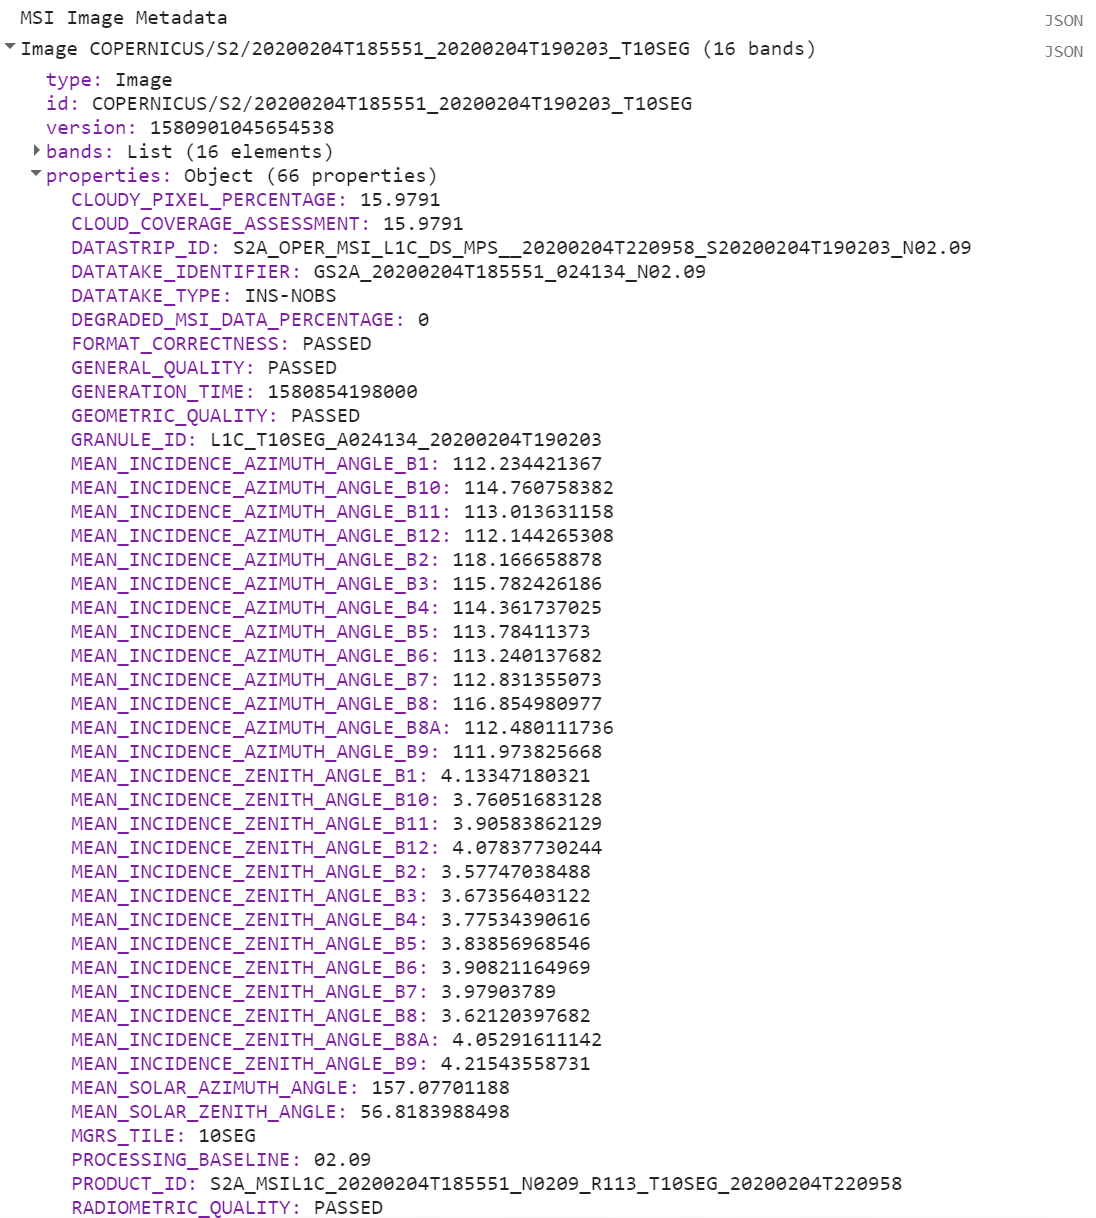 MSI Image Metadata JSON
Image COPERNICUS/S2/20200204T185551_20200204T190203_T10SEG (16 bands) JSON
type: Image
id: COPERNICUS/S2/20200204T185551_20200204T190203_T10SEG
version: 1580901045654538
bands: List (16 elements)
properties: Object (66 properties)
CLOUDY_PIXEL_PERCENTAGE: 15.9791
CLOUD_COVERAGE_ASSESSMENT: 15.9791
DATASTRIP_ID: S2A_OPER_MSI_L1C_DS_MPS__20200204T220958_S20200204T190203_N02.09
DATATAKE_IDENTIFIER: GS2A_20200204T185551_024134_N02.09
DATATAKE_TYPE: INS-NOBS
DEGRADED_MSI_DATA_PERCENTAGE: 0
FORMAT_CORRECTNESS: PASSED
GENERAL_QUALITY: PASSED
GENERATION_TIME: 1580854198000
GEOMETRIC_QUALITY: PASSED
GRANULE_ID: L1C_T10SEG_A024134_20200204T190203
MEAN_INCIDENCE_AZIMUTH_ANGLE_B1: 112.234421367
MEAN_INCIDENCE_AZIMUTH_ANGLE_B10: 114.760758382
MEAN_INCIDENCE_AZIMUTH_ANGLE_B11: 113.013631158
MEAN_INCIDENCE_AZIMUTH_ANGLE_B12: 112.144265308
MEAN_INCIDENCE_AZIMUTH_ANGLE_B2: 118.166658878
MEAN_INCIDENCE_AZIMUTH_ANGLE_B3: 115.782426186
MEAN_INCIDENCE_AZIMUTH_ANGLE_B4: 114.361737025
MEAN_INCIDENCE_AZIMUTH_ANGLE_B5: 113.78411373
MEAN_INCIDENCE_AZIMUTH_ANGLE_B6: 113.240137682
MEAN_INCIDENCE_AZIMUTH_ANGLE_B7: 112.831355073
MEAN_INCIDENCE_AZIMUTH_ANGLE_B8: 116.854980977
MEAN_INCIDENCE_AZIMUTH_ANGLE_B8A: 112.480111736
MEAN_INCIDENCE_AZIMUTH_ANGLE_B9: 111.973825668
MEAN_INCIDENCE_ZENITH_ANGLE_B1: 4.13347180321
MEAN_INCIDENCE_ZENITH_ANGLE_B10: 3.76051683128
MEAN_INCIDENCE_ZENITH_ANGLE_B11: 3.90583862129
MEAN_INCIDENCE_ZENITH_ANGLE_B12: 4.07837730244
MEAN_INCIDENCE_ZENITH_ANGLE_B2: 3.57747038488
MEAN_INCIDENCE_ZENITH_ANGLE_B3: 3.67356403122
MEAN_INCIDENCE_ZENITH_ANGLE_B4: 3.77534390616
MEAN_INCIDENCE_ZENITH_ANGLE_B5: 3.83856968546
MEAN_INCIDENCE_ZENITH_ANGLE_B6: 3.90821164969
MEAN_INCIDENCE_ZENITH_ANGLE_B7: 3.97903789
MEAN_INCIDENCE_ZENITH_ANGLE_B8: 3.62120397682
MEAN_INCIDENCE_ZENITH_ANGLE_B8A: 4.05291611142
MEAN_INCIDENCE_ZENITH_ANGLE_B9: 4.21543558731
MEAN_SOLAR_AZIMUTH_ANGLE: 157.07701188
MEAN_SOLAR_ZENITH_ANGLE: 56.8183988498
MGRS_TILE: 10SEG
PROCESSING_BASELINE: 02.09
PRODUCT_ID: S2A_MSIL1C_20200204T185551_N0209_R113_T10SEG_20200204T220958
RADIOMETRIC_QUALITY: PASSED